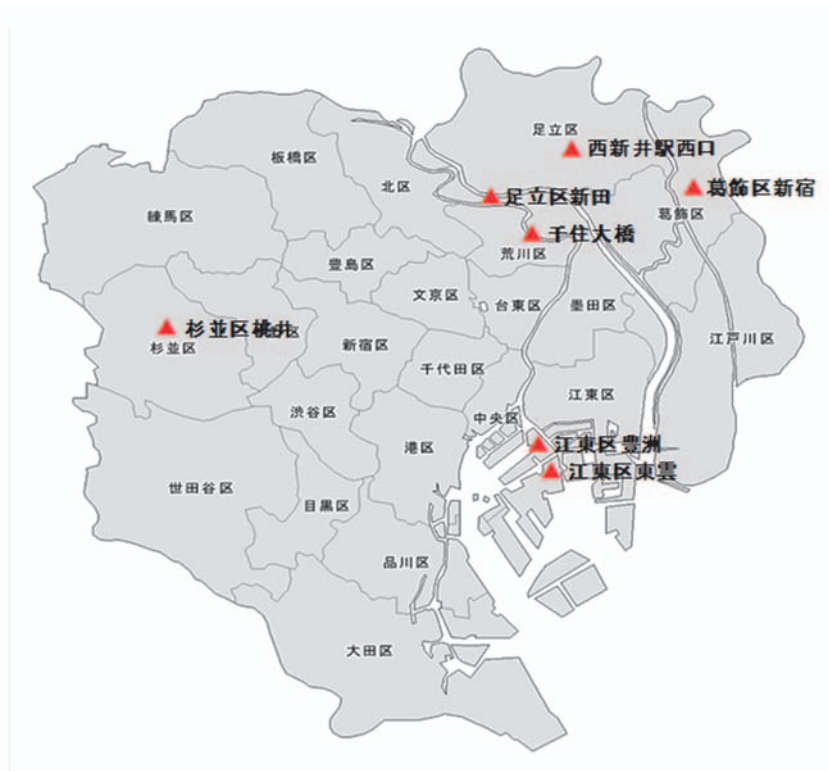 足立区
西新井駅西口
板橋区
北区
足立区新田
葛飾区新宿
練馬区
葛飾区
千住大橋
荒川区
豊島区
文京区
台東区
墨田区
杉並区桃井
杉並区
新宿区
江戸川区
千代田区
江東区
渋谷区
中央区
港区
江東区豊洲
江東区東雲
世田谷区
目黒区
品川区
大田区